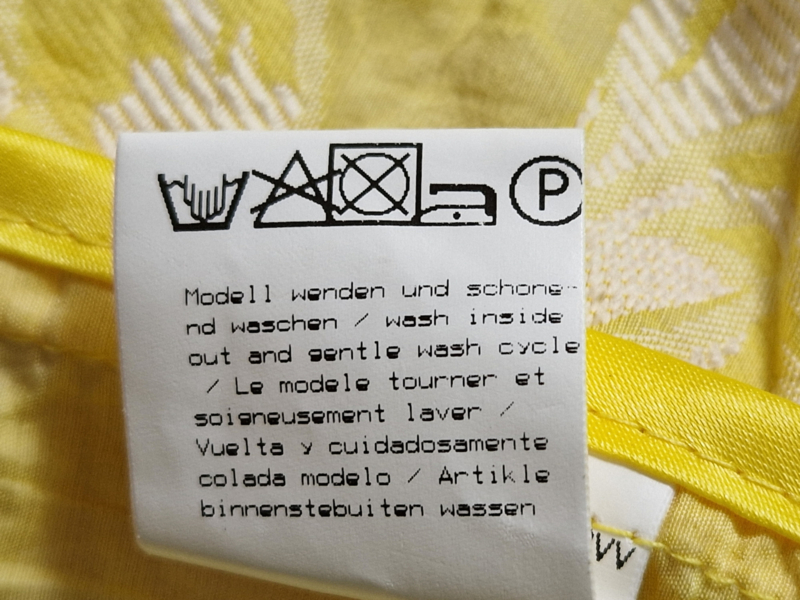 P
Modell wenden und schone-
nd waschen / wash inside
out and gentle wash cycle
/ Le modele tourner et
soigneusement laver /
Vuelta y cuidadosamente
colada modelo / Artikle
binnenstebuiten wassen